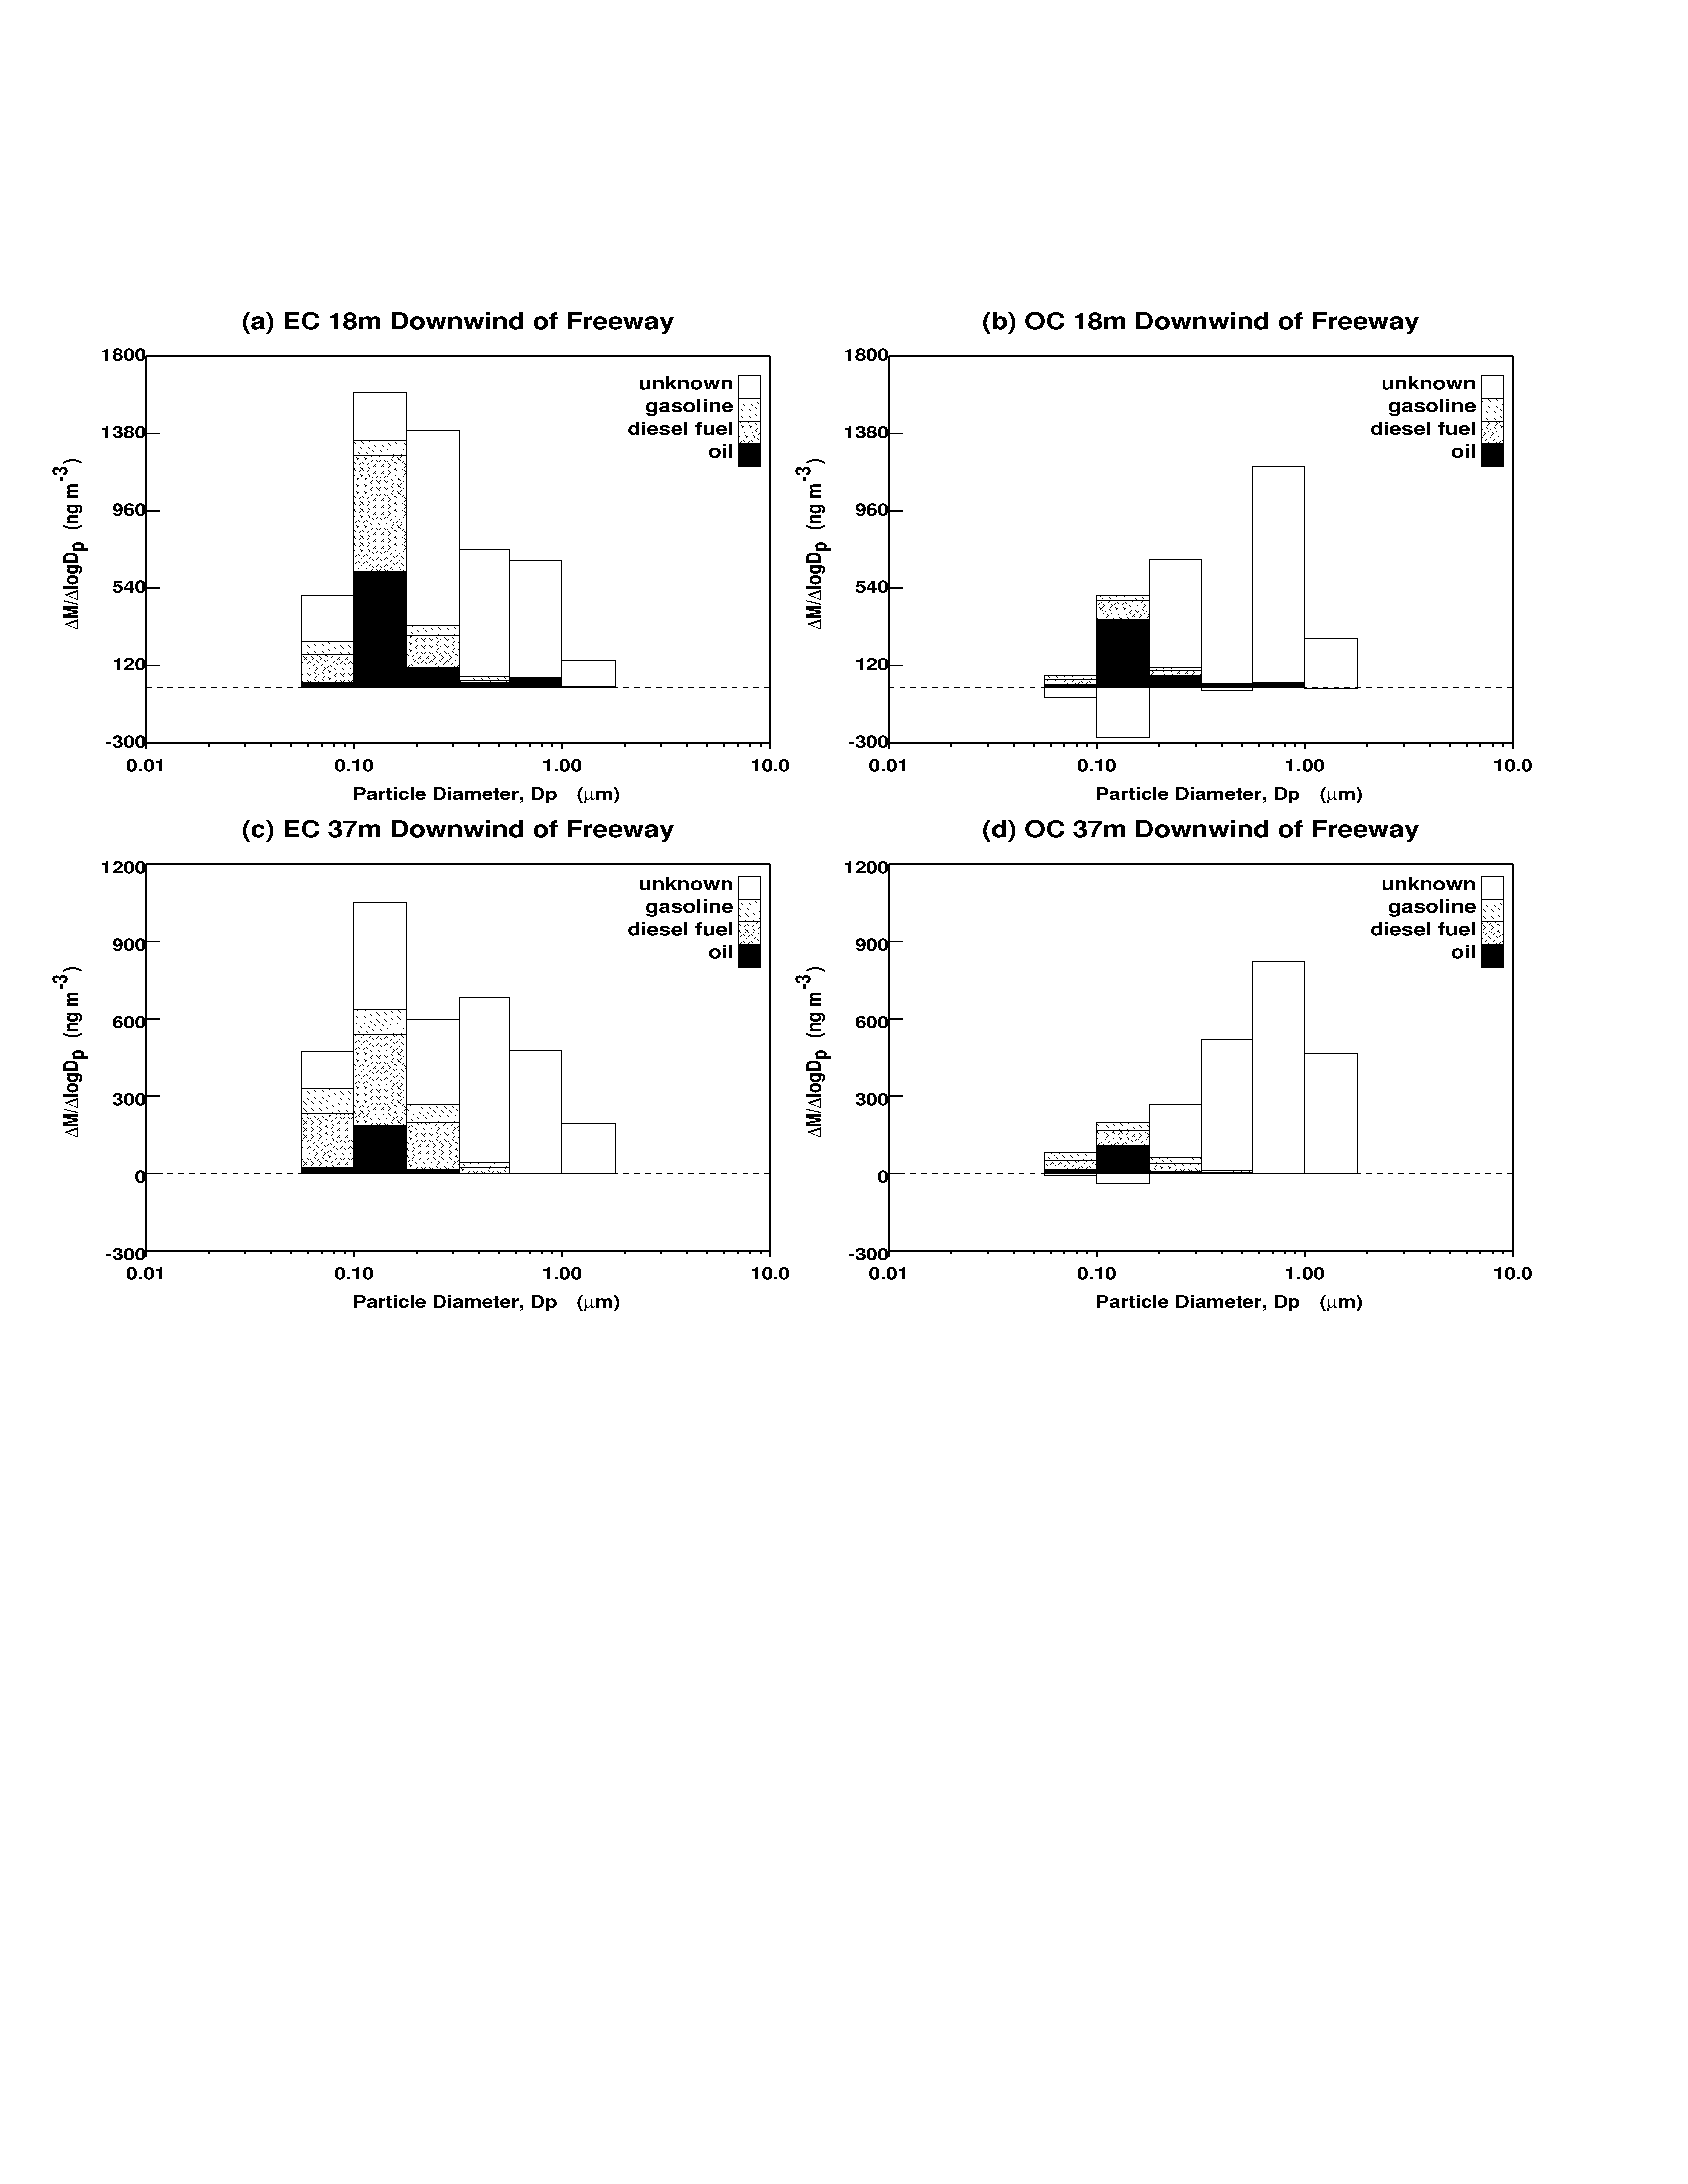 (a) EC 18m Downwind of Freeway
1800
1380
960
540
120
-300
ΔM/ΔlogDp (ng m-3)
unknown
gasoline
diesel fuel
oil
0.01 0.10 1.00 10.0
Particle Diameter, Dp (μm)
(b) OC 18m Downwind of Freeway
1800
1380
960
540
120
-300
ΔM/ΔlogDp (ng m-3)
unknown
gasoline
diesel fuel
oil
0.01 0.10 1.00 10.0
Particle Diameter, Dp (μm)
(c) EC 37m Downwind of Freeway
1200
900
600
300
0
-300
ΔM/ΔlogDp (ng m-3)
unknown
gasoline
diesel fuel
oil
0.01 0.10 1.00 10.0
Particle Diameter, Dp (μm)
(d) OC 37m Downwind of Freeway
1200
900
600
300
0
-300
ΔM/ΔlogDp (ng m-3)
unknown
gasoline
diesel fuel
oil
0.01 0.10 1.00 10.0
Particle Diameter, Dp (μm)